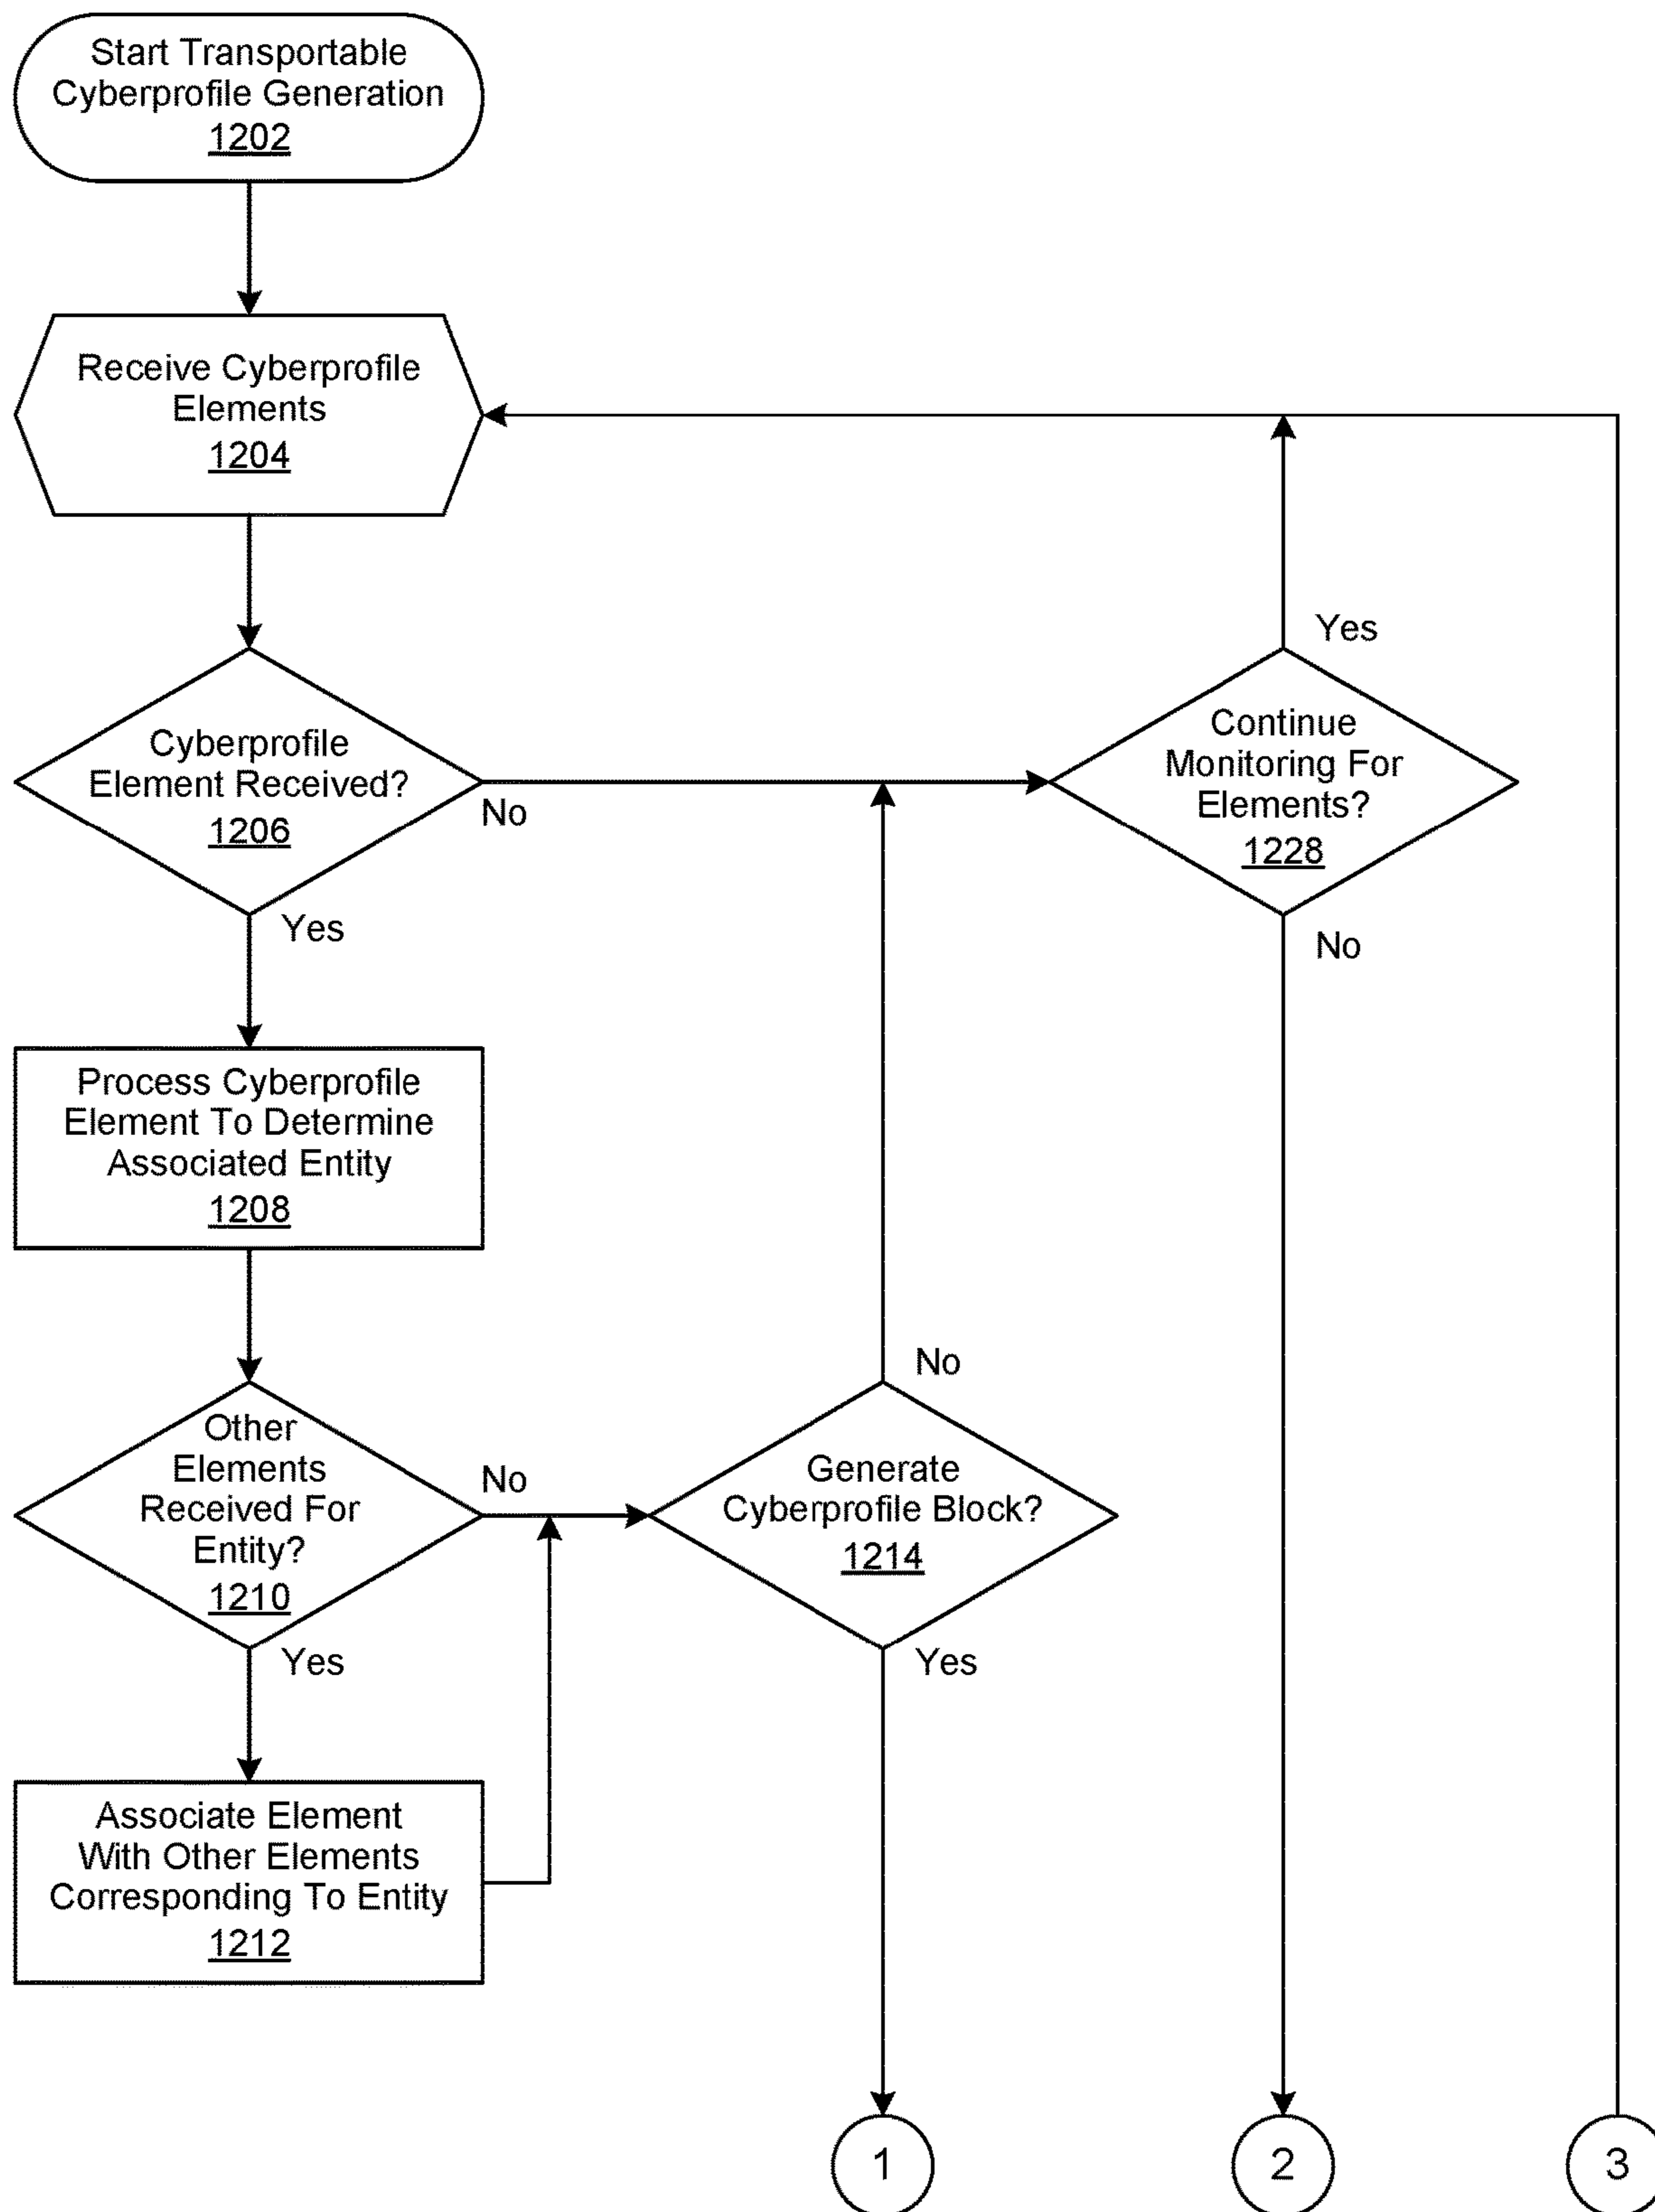 Start Transportable
Cyberprofile Generation
1202
Receive Cyberprofile
Elements
1204
Cyberprofile
Element Received?
1206
No
Yes
Continue
Monitoring For
Elements?
1228
Yes
No
Process Cyberprofile
Element To Determine
Associated Entity
1208
Other
Elements
Received For
Entity?
1210
No
Yes
Generate
Cyberprofile Block?
1214
No
Yes
Associate Element
With Other Elements
Corresponding To Entity
1212
1
2
3